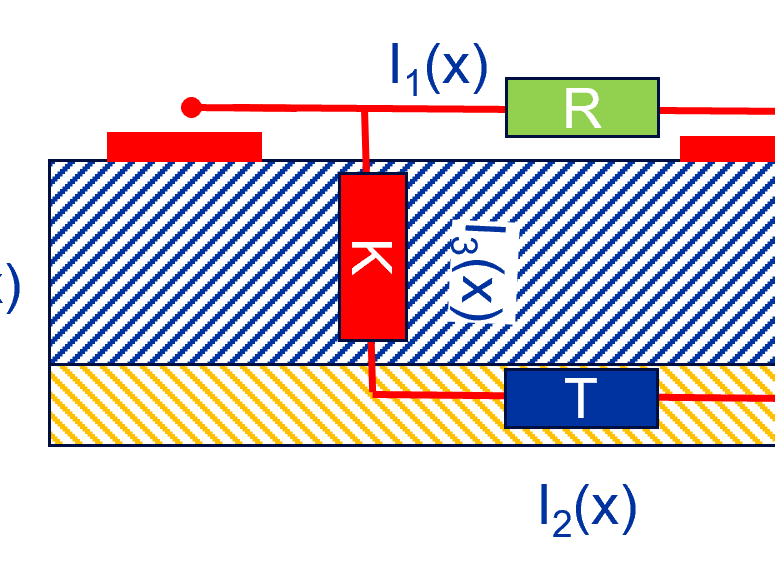 I₁(x)
R
K
I₃(x)
x)
T
I₂(x)